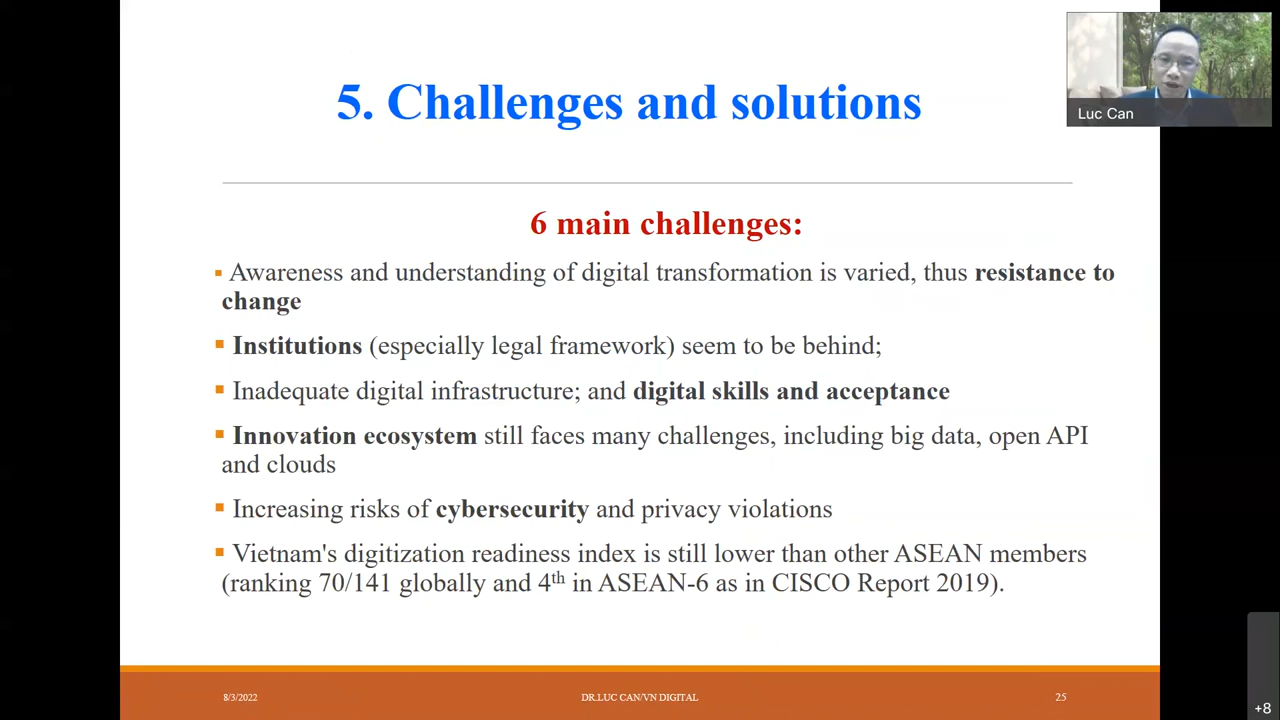 5. Challenges and solutions
Luc Can
6 main challenges:
▪ Awareness and understanding of digital transformation is varied, thus resistance to
change
▪ Institutions (especially legal framework) seem to be behind;
▪ Inadequate digital infrastructure; and digital skills and acceptance
▪ Innovation ecosystem still faces many challenges, including big data, open API
and clouds
▪ Increasing risks of cybersecurity and privacy violations
▪ Vietnam's digitization readiness index is still lower than other ASEAN members
(ranking 70/141 globally and 4th in ASEAN-6 as in CISCO Report 2019).
8/3/2022
DR.LUC CAN/VN DIGITAL
25
+8